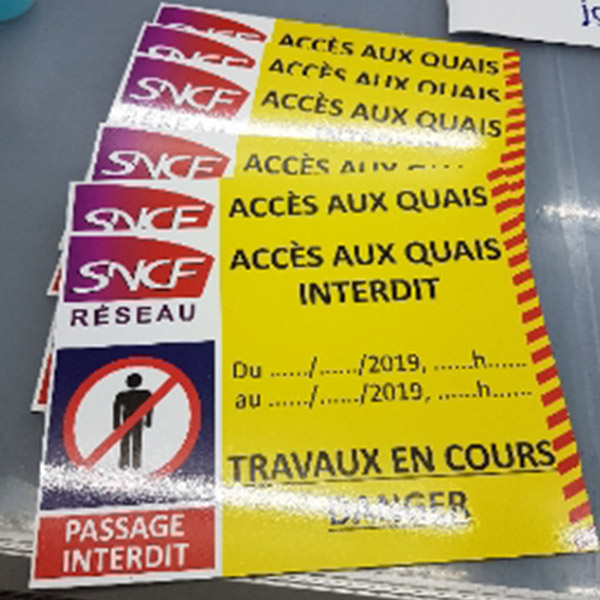 ACCÈS AUX QUAIS
ACCÈS AUX QUAIS
SNCF
ACCÈS AUX QUAIS
SNCF
ACCÈS AUX
SNCF
ACCÈS AUX QUAIS
SNCF
RÉSEAU
ACCÈS AUX QUAIS
INTERDIT
Du ....../....../2019, ......h......
au ....../....../2019, ......h......
TRAVAUX EN COURS
DANGER
PASSAGE
INTERDIT